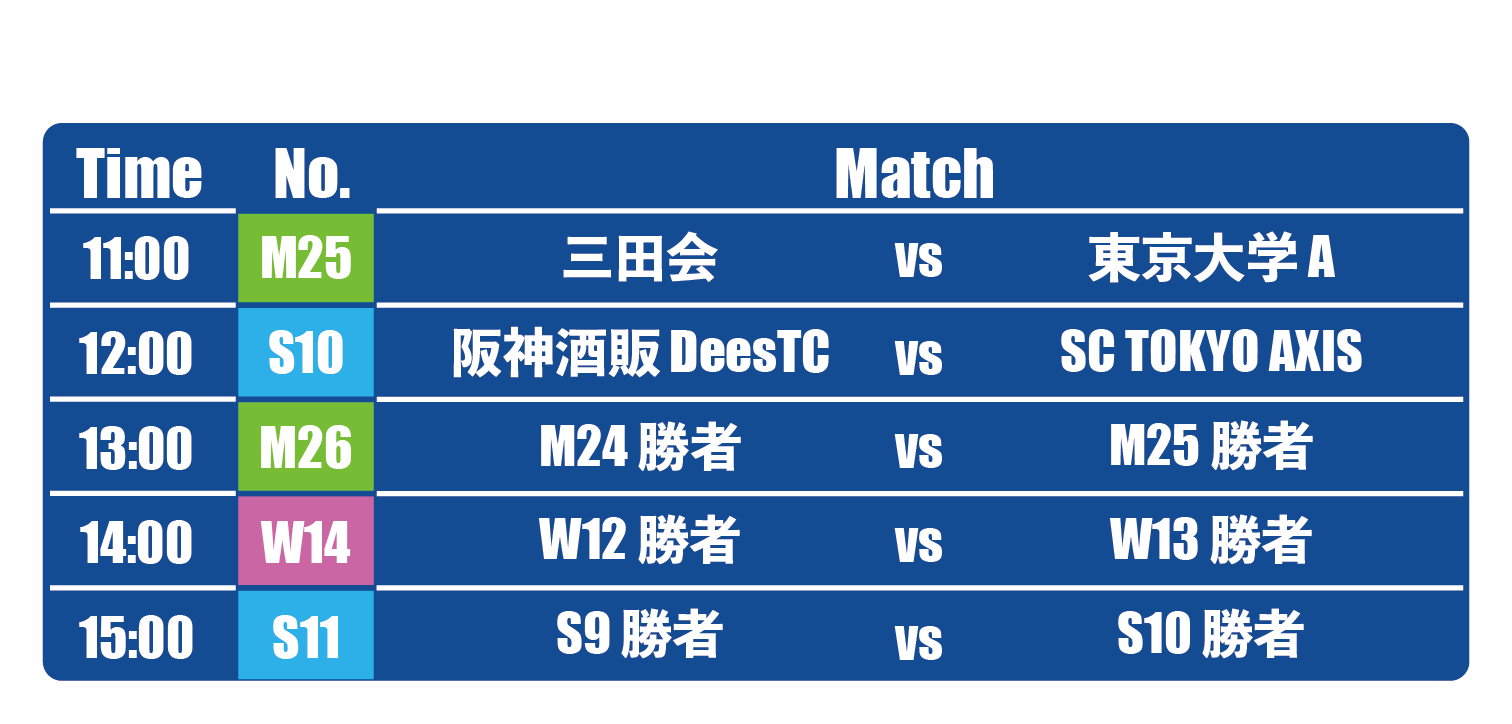 Time No. Match
11:00 M25 三田会 vs 東京大学 A
12:00 S10 阪神酒販 DeesTC vs SC TOKYO AXIS
13:00 M26 M24 勝者 vs M25 勝者
14:00 W14 W12 勝者 vs W13 勝者
15:00 S11 S9 勝者 vs S10 勝者